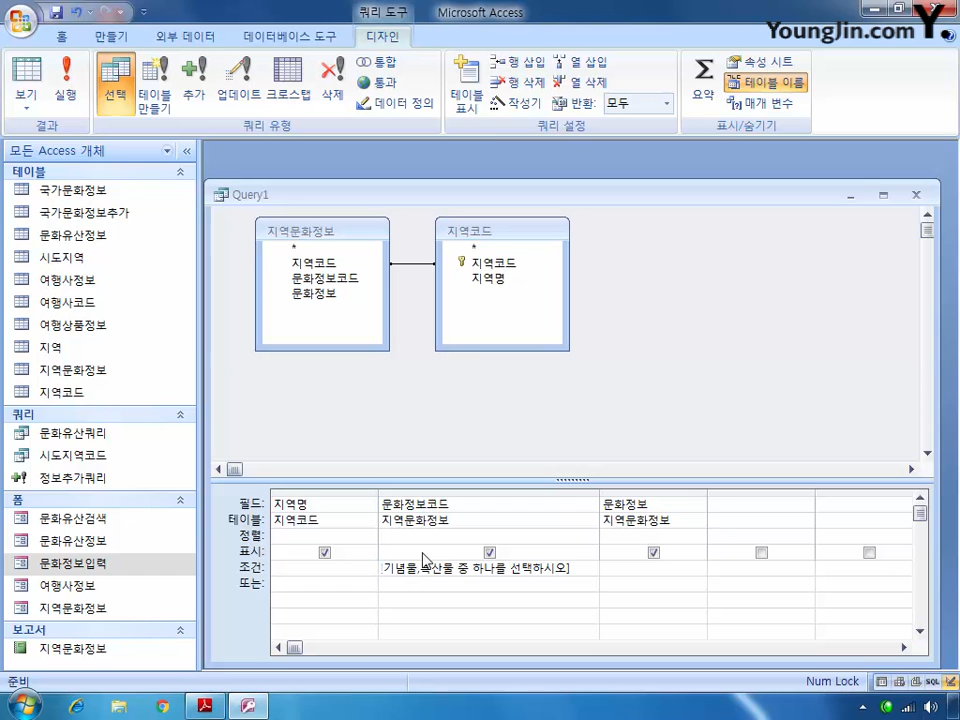 쿼리 도구
Microsoft Access
YoungJin.com Y.
홈
만들기
외부 데이터
데이터베이스 도구
디자인
보기
실행
결과
선택
테이블
만들기
추가
업데이트
크로스탭
삭제
통합
통과
데이터 정의
쿼리 유형
테이블
표시
행 삽입
행 삭제
작성기
열 삽입
열 삭제
반환: 모두
쿼리 설정
요약
속성 시트
테이블 이름
매개 변수
표시/숨기기
모든 Access 개체
테이블
국가문화정보
국가문화정보추가
문화유산정보
시도지역
여행사정보
여행사코드
여행상품정보
지역
지역문화정보
지역코드
쿼리
문화유산쿼리
시도지역코드
정보추가쿼리
폼
문화유산검색
문화유산정보
문화정보입력
여행사정보
지역문화정보
보고서
지역문화정보
Query1
지역문화정보
*
지역코드
문화정보코드
문화정보
지역코드
*
지역코드
지역명
필드: 지역명 문화정보코드 문화정보
테이블: 지역코드 지역문화정보 지역문화정보
정렬:
표시:
조건: 기념물, 중 하나를 선택하시오]
또는:
준비
Num Lock
SQL